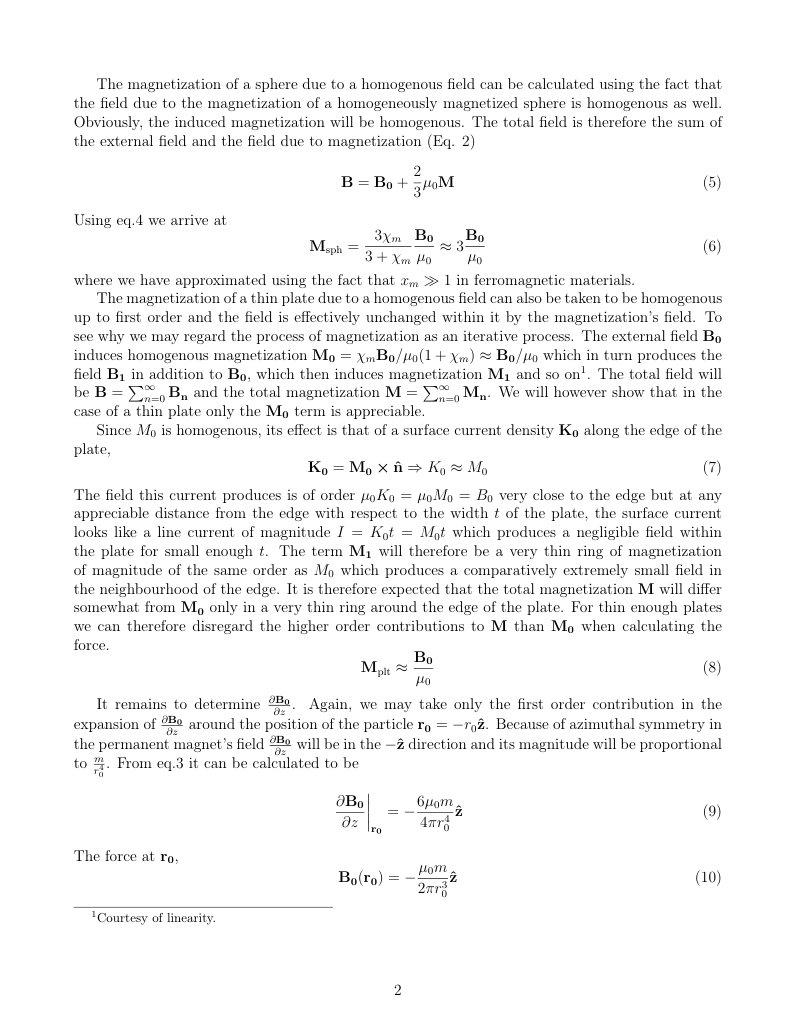 The magnetization of a sphere due to a homogenous field can be calculated using the fact that
the field due to the magnetization of a homogeneously magnetized sphere is homogenous as well.
Obviously, the induced magnetization will be homogenous. The total field is therefore the sum of
the external field and the field due to magnetization (Eq. 2)
B = B₀ + 2/3 μ₀M (5)
Using eq.4 we arrive at
M_sph = 3χ_m/(3 + χ_m) B₀/μ₀ ≈ 3 B₀/μ₀ (6)
where we have approximated using the fact that x_m ≫ 1 in ferromagnetic materials.
The magnetization of a thin plate due to a homogenous field can also be taken to be homogenous
up to first order and the field is effectively unchanged within it by the magnetization's field. To
see why we may regard the process of magnetization as an iterative process. The external field B₀
induces homogenous magnetization M₀ = χ_m B₀/μ₀(1 + χ_m) ≈ B₀/μ₀ which in turn produces the
field B₁ in addition to B₀, which then induces magnetization M₁ and so on¹. The total field will
be B = ∑_{n=0}^∞ B_n and the total magnetization M = ∑_{n=0}^∞ M_n. We will however show that in the
case of a thin plate only the M₀ term is appreciable.
Since M₀ is homogenous, its effect is that of a surface current density K₀ along the edge of the
plate,
K₀ = M₀ × n̂ ⇒ K₀ ≈ M₀ (7)
The field this current produces is of order μ₀K₀ = μ₀M₀ = B₀ very close to the edge but at any
appreciable distance from the edge with respect to the width t of the plate, the surface current
looks like a line current of magnitude I = K₀t = M₀t which produces a negligible field within
the plate for small enough t. The term M₁ will therefore be a very thin ring of magnetization
of magnitude of the same order as M₀ which produces a comparatively extremely small field in
the neighbourhood of the edge. It is therefore expected that the total magnetization M will differ
somewhat from M₀ only in a very thin ring around the edge of the plate. For thin enough plates
we can therefore disregard the higher order contributions to M than M₀ when calculating the
force.
M_plt ≈ B₀/μ₀ (8)
It remains to determine ∂B₀/∂z. Again, we may take only the first order contribution in the
expansion of ∂B₀/∂z around the position of the particle r₀ = −r₀ẑ. Because of azimuthal symmetry in
the permanent magnet's field ∂B₀/∂z will be in the −ẑ direction and its magnitude will be proportional
to m/r₀⁴. From eq.3 it can be calculated to be
∂B₀/∂z |_r₀ = − 6μ₀m/4πr₀⁴ ẑ (9)
The force at r₀,
B₀(r₀) = − μ₀m/2πr₀³ ẑ (10)
¹Courtesy of linearity.
2